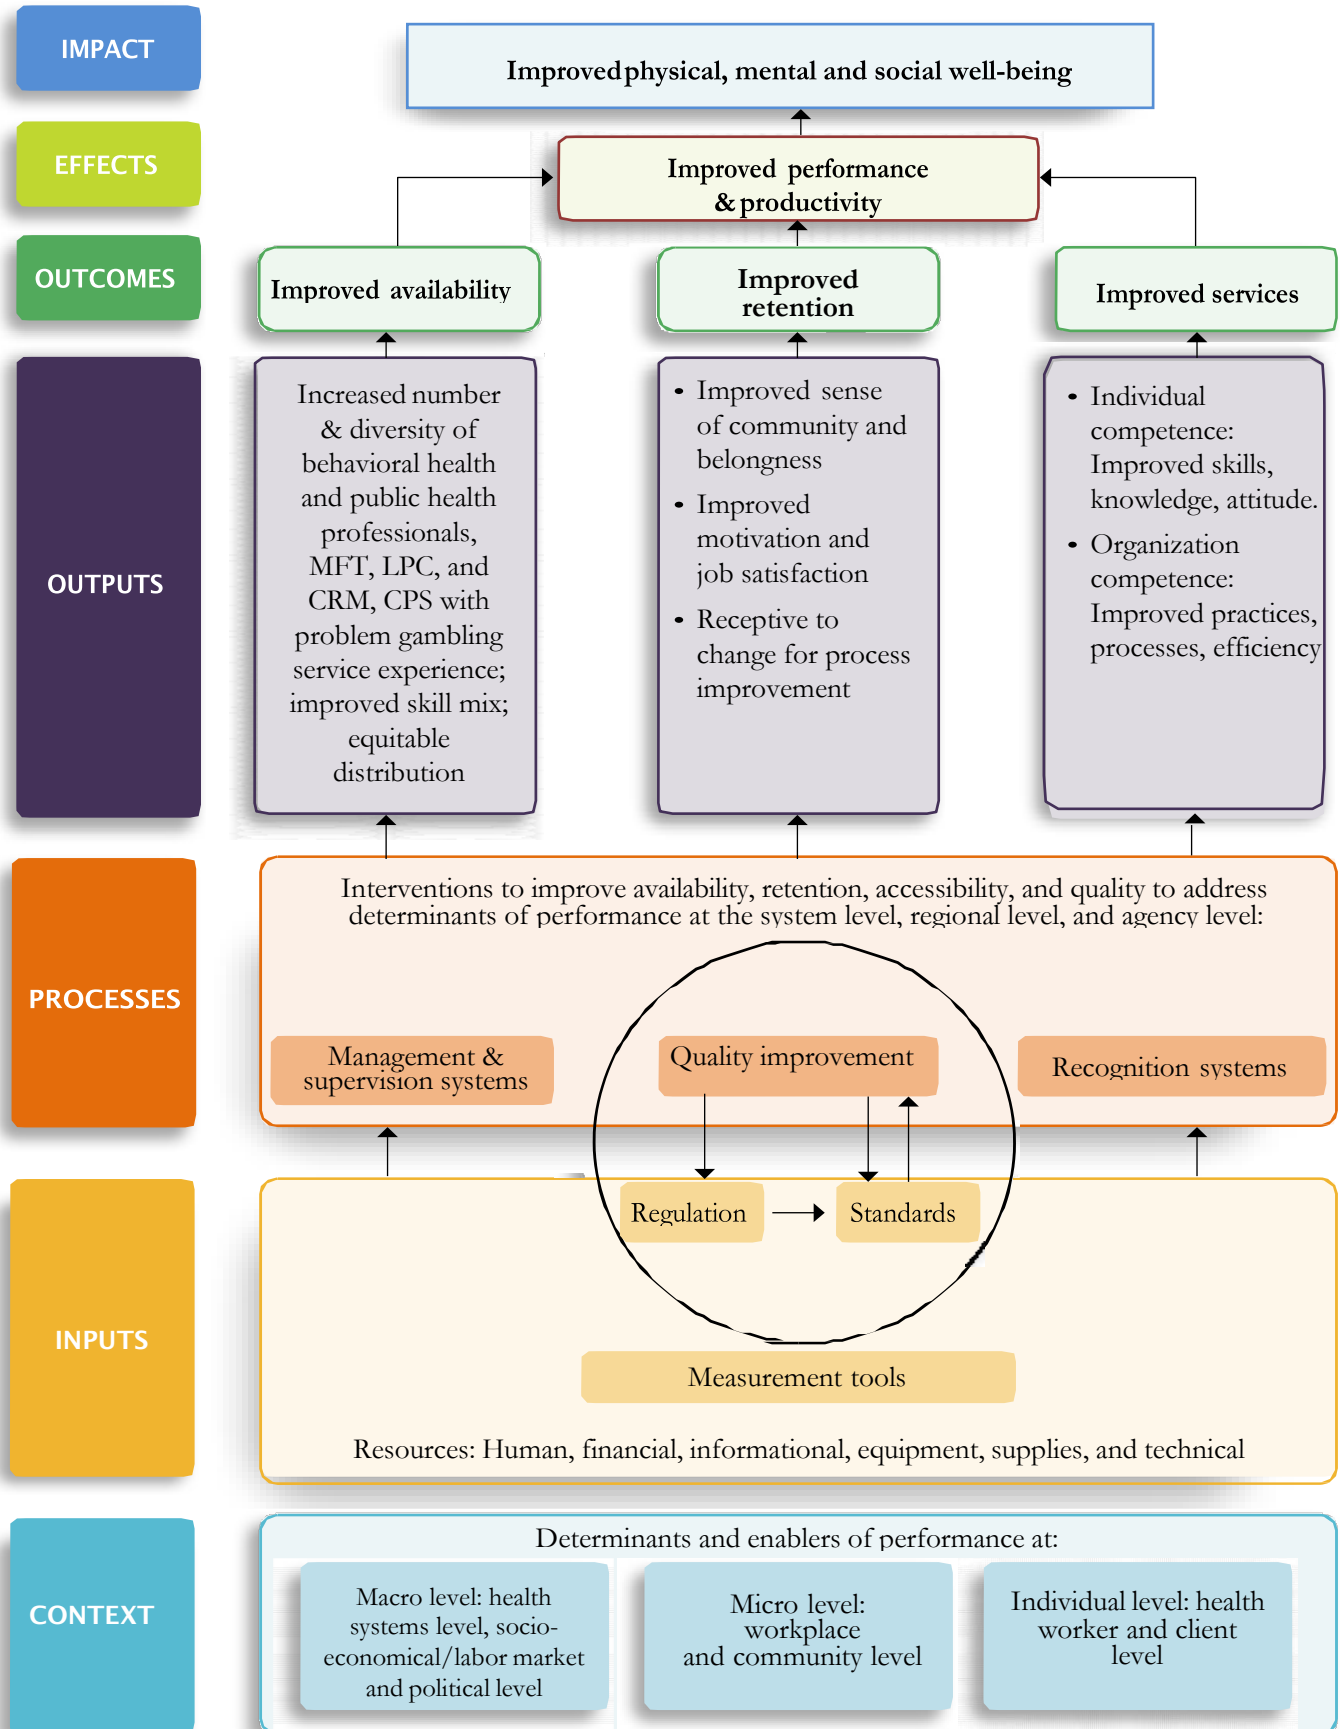 IMPACT
Improved physical, mental and social well-being
EFFECTS
Improved performance
& productivity
OUTCOMES
Improved availability
Improved
retention
Improved services
OUTPUTS
Increased number
& diversity of
behavioral health
and public health
professionals,
MFT, LPC, and
CRM, CPS with
problem gambling
service experience;
improved skill mix;
equitable
distribution
• Improved sense
of community and
belongness
• Improved
motivation and
job satisfaction
• Receptive to
change for process
improvement
• Individual
competence:
Improved skills,
knowledge, attitude.
• Organization
competence:
Improved practices,
processes, efficiency
PROCESSES
Interventions to improve availability, retention, accessibility, and quality to address
determinants of performance at the system level, regional level, and agency level:
Management &
supervision systems
Quality improvement
Recognition systems
INPUTS
Regulation
Standards
Measurement tools
Resources: Human, financial, informational, equipment, supplies, and technical
CONTEXT
Determinants and enablers of performance at:
Macro level: health
systems level, socio-
economical/labor market
and political level
Micro level:
workplace
and community level
Individual level: health
worker and client
level